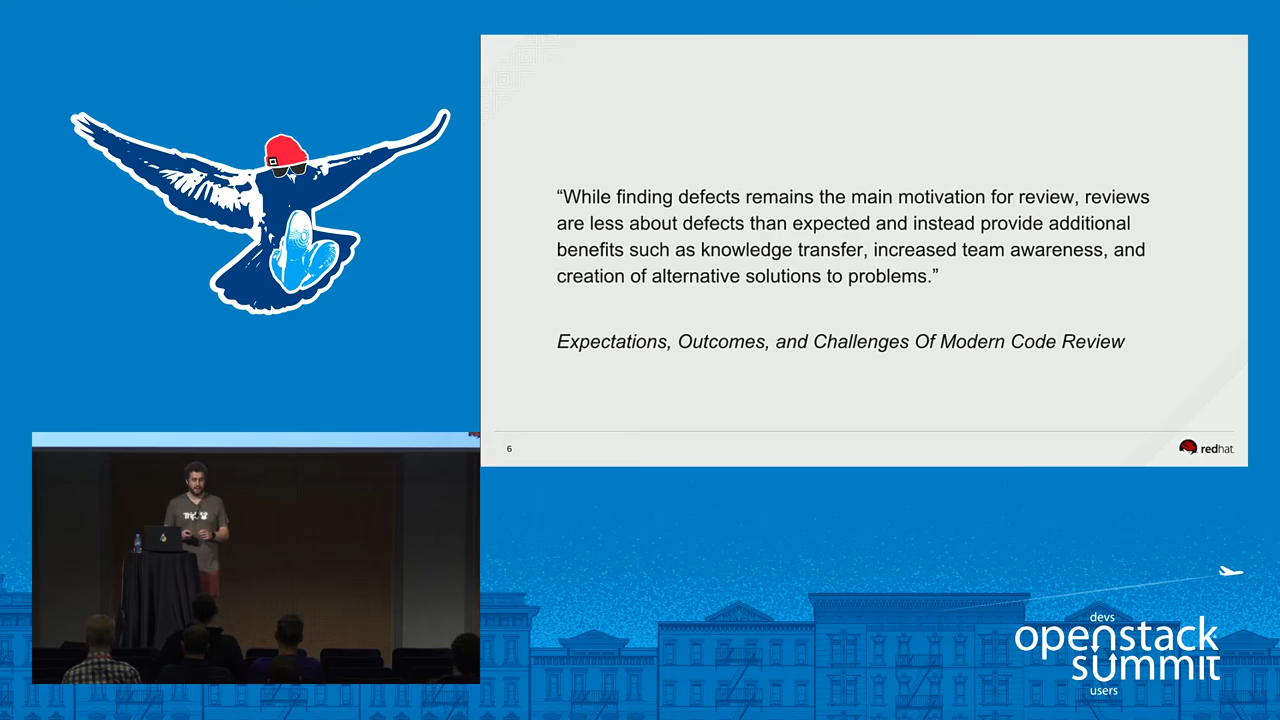 “While finding defects remains the main motivation for review, reviews
are less about defects than expected and instead provide additional
benefits such as knowledge transfer, increased team awareness, and
creation of alternative solutions to problems.”
Expectations, Outcomes, and Challenges Of Modern Code Review
6
redhat.
devs
openstack
summit
users